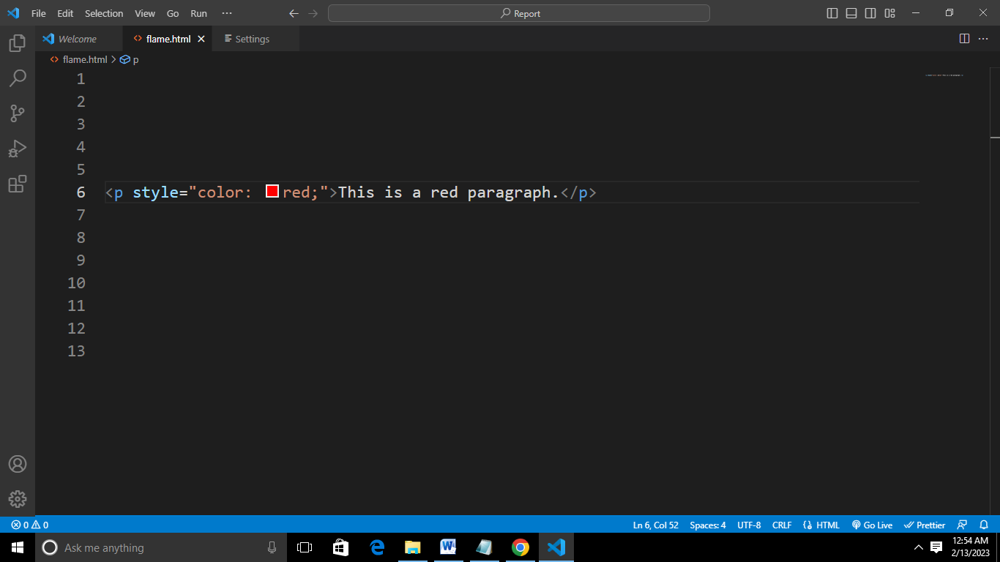 File Edit Selection View Go Run ··· Report
Welcome flame.html Settings
flame.html > p
1
2
3
4
5
6 <p style="color: red;">This is a red paragraph.</p>
7
8
9
10
11
12
13
0 0 Ln 6, Col 52 Spaces: 4 UTF-8 CRLF HTML Go Live Prettier
Ask me anything 12:54 AM
2/13/2023